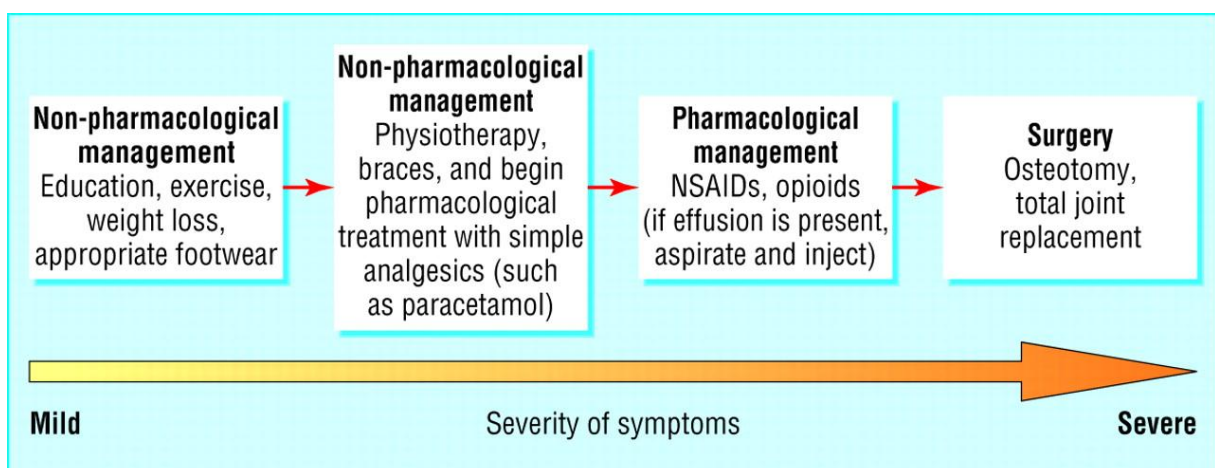 Non-pharmacological
management
Education, exercise,
weight loss,
appropriate footwear
Non-pharmacological
management
Physiotherapy,
braces, and begin
pharmacological
treatment with simple
analgesics (such
as paracetamol)
Pharmacological
management
NSAIDs, opioids
(if effusion is present,
aspirate and inject)
Surgery
Osteotomy,
total joint
replacement
Mild
Severity of symptoms
Severe